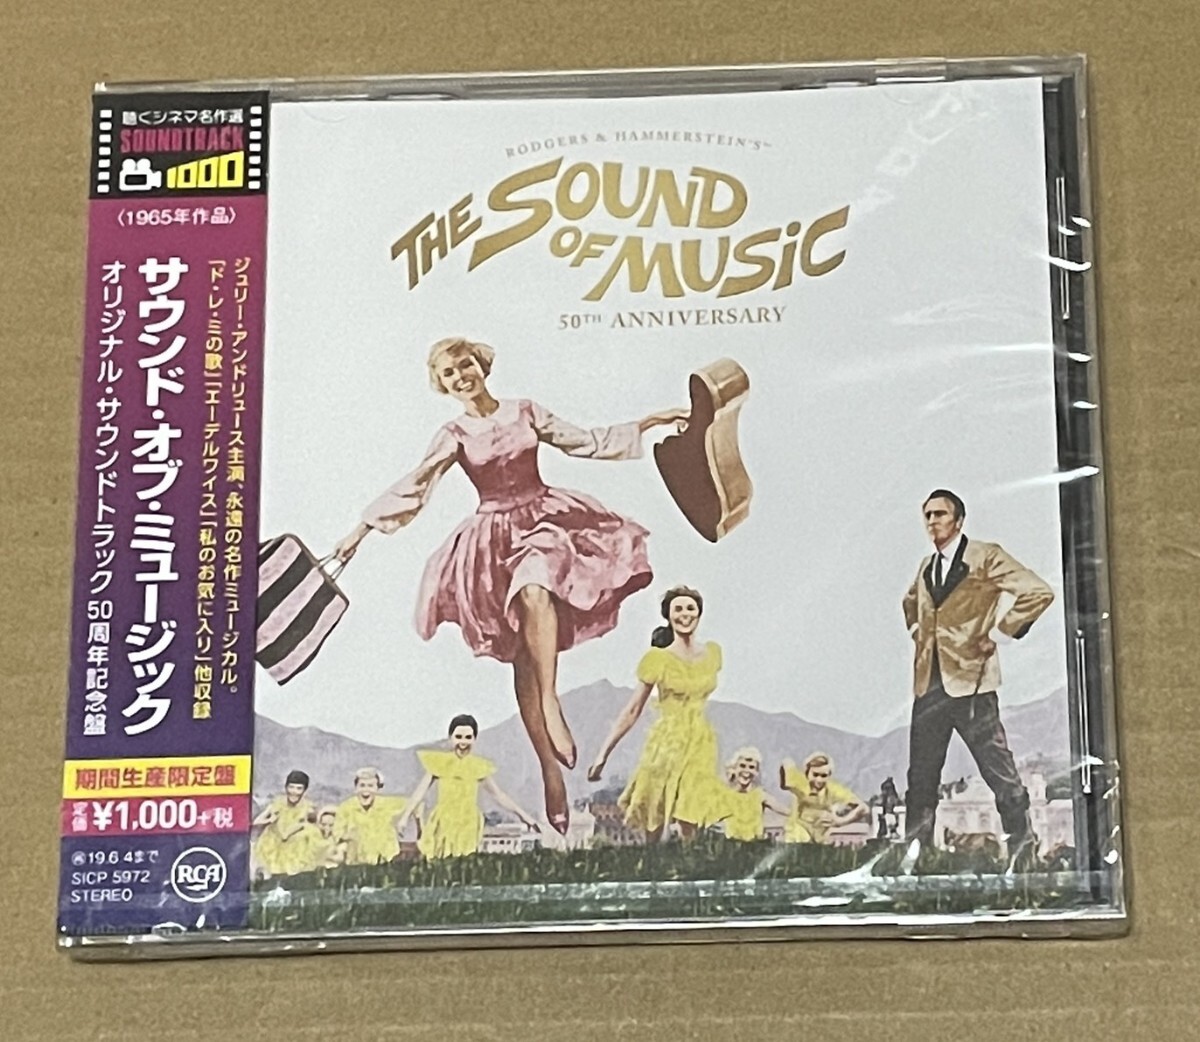 聴くシネマ名作選
SOUNDTRACK
1000
〈1965年作品〉
ジュリー・アンドリュース主演、永遠の名作ミュージカル。
「ド・レ・ミの歌」「エーデルワイス」「私のお気に入り」他収録
サウンド・オブ・ミュージック
オリジナル・サウンドトラック 50周年記念盤
期間生産限定盤
定価 ¥1,000+税
19.6.4まで
SICP 5972
STEREO
RCA
RODGERS & HAMMERSTEIN'S™
THE SOUND
OF MUSIC
50TH ANNIVERSARY